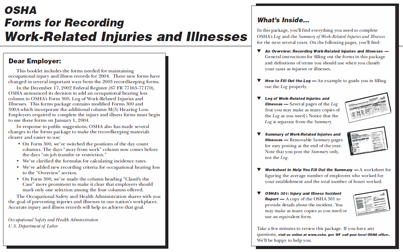 OSHA
Forms for Recording
Work-Related Injuries and Illnesses
Dear Employer:
This booklet includes the forms needed for maintaining
occupational injury and illness records for 2004. These new forms have
changed in several important ways from the 2003 recordkeeping forms.
In the December 17, 2002 Federal Register (67 FR 77165-77170),
OSHA announced its decision to add an occupational hearing loss
column to OSHA's Form 300, Log of Work-Related Injuries and
Illnesses. This forms package contains modified Forms 300 and
300A which incorporate the additional column M(5) Hearing Loss.
Employers required to complete the injury and illness forms must begin
to use these forms on January 1, 2004.
In response to public suggestions, OSHA also has made several
changes to the forms package to make the recordkeeping materials
clearer and easier to use:
• On Form 300, we've switched the positions of the day count
columns. The days "away from work" column now comes before
the days "on job transfer or restriction."
• We've clarified the formulas for calculating incidence rates.
• We've added new recording criteria for occupational hearing loss
to the "Overview" section.
• On Form 300, we've made the column heading "Classify the
Case" more prominent to make it clear that employers should
mark only one selection among the four columns offered.
The Occupational Safety and Health Administration shares with you
the goal of preventing injuries and illnesses in our nation's workplaces.
Accurate injury and illness records will help us achieve that goal.
Occupational Safety and Health Administration
U.S. Department of Labor
What's Inside...
In this package, you'll find everything you need to complete
OSHA's Log and the Summary of Work-Related Injuries and Illnesses
for the next several years. On the following pages, you'll find:
▼ An Overview: Recording Work-Related Injuries and Illnesses —
General instructions for filling out the forms in this package
and definitions of terms you should use when you classify
your cases as injuries or illnesses.
▼ How to Fill Out the Log — An example to guide you in filling
out the Log properly.
▼ Log of Work-Related Injuries and
Illnesses — Several pages of the Log
(but you may make as many copies of
the Log as you need.) Notice that the
Log is separate from the Summary.
▼ Summary of Work-Related Injuries and
Illnesses — Removable Summary pages
for easy posting at the end of the year.
Note that you post the Summary only,
not the Log.
▼ Worksheet to Help You Fill Out the Summary — A worksheet for
figuring the average number of employees who worked for
your establishment and the total number of hours worked.
▼ OSHA's 301: Injury and Illness Incident
Report — A copy of the OSHA 301 to
provide details about the incident. You
may make as many copies as you need or
use an equivalent form.
Take a few minutes to review this package. If you have any
questions, visit us online at www.osha.gov OR call your local OSHA office.
We'll be happy to help you.